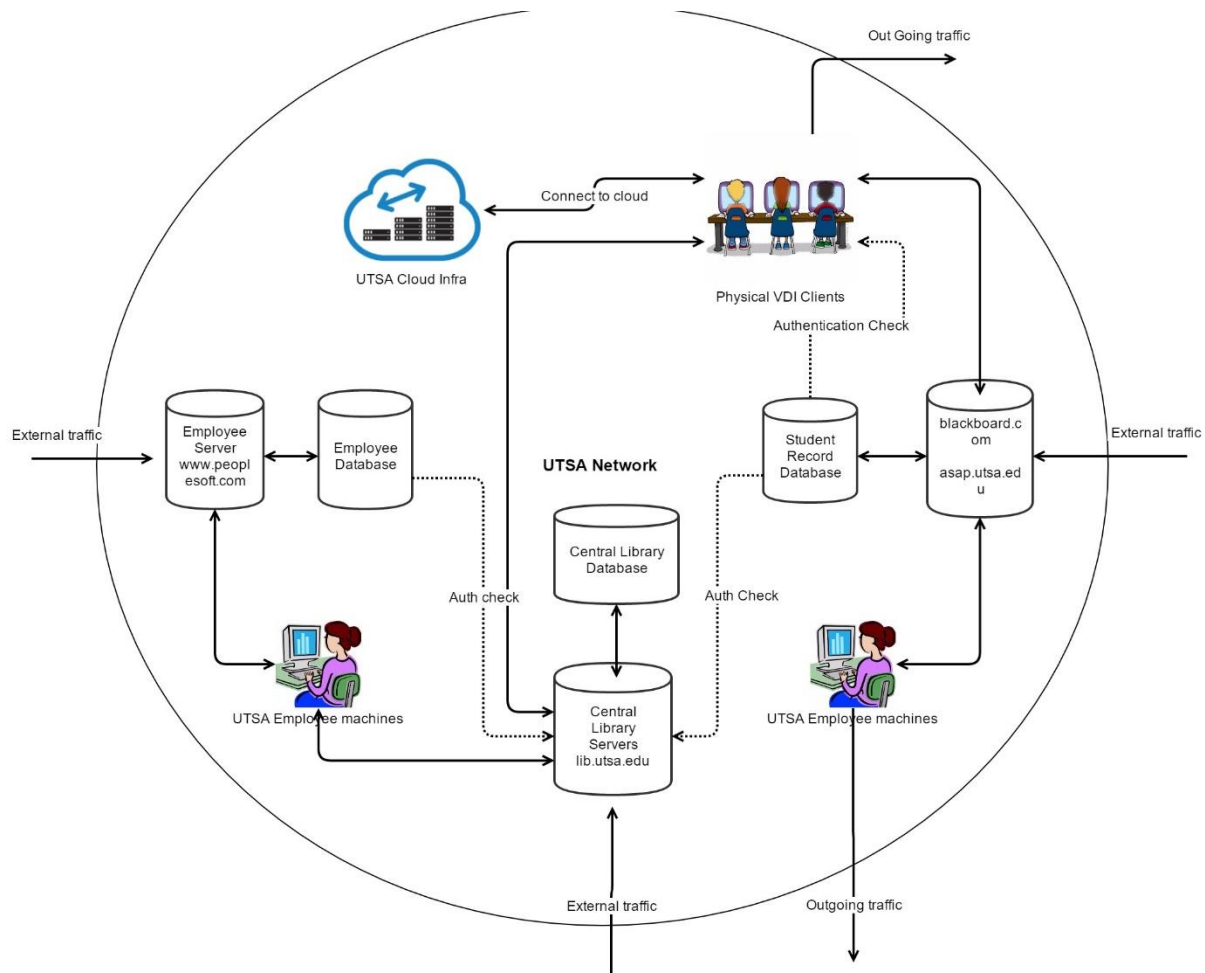 Out Going traffic
Connect to cloud
UTSA Cloud Infra
Physical VDI Clients
Authentication Check
External traffic
Employee
Server
www.peopl
esoft.com
Employee
Database
UTSA Network
Student
Record
Database
blackboard.c
om
asap.utsa.ed
u
External traffic
Central Library
Database
Auth check
Auth Check
UTSA Employee machines
Central
Library
Servers
lib.utsa.edu
UTSA Employee machines
External traffic
Outgoing traffic